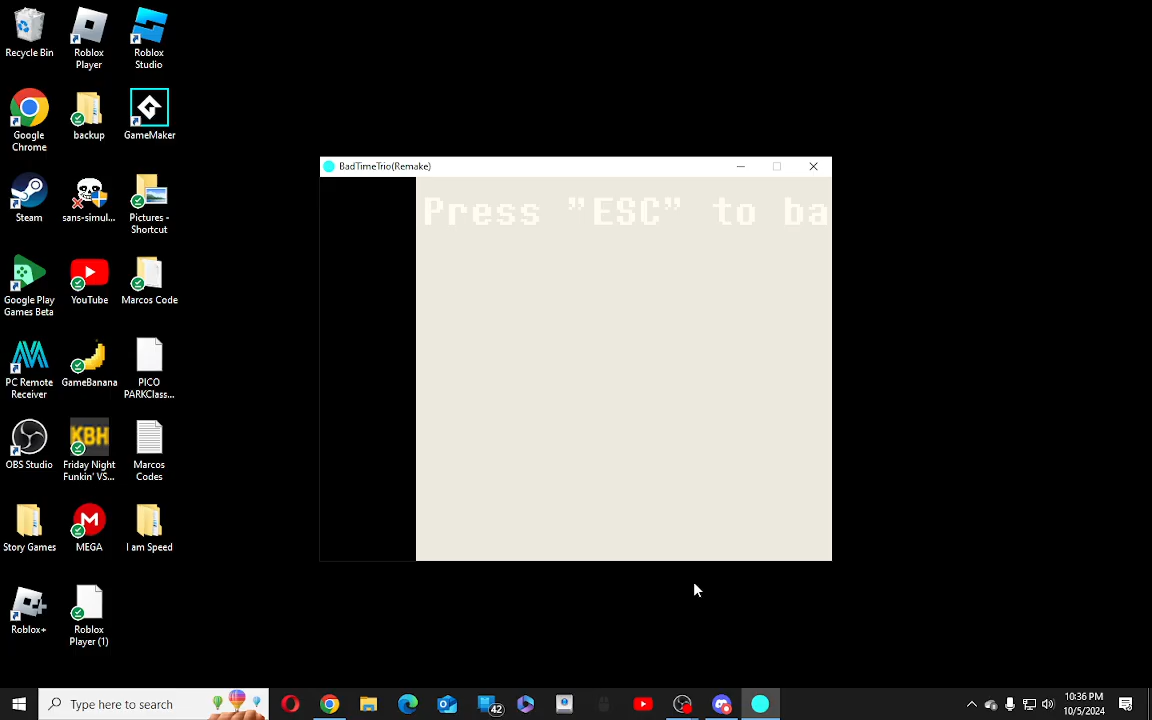 Recycle Bin
Roblox Player
Roblox Studio
Google Chrome
backup
GameMaker
Steam
sans-simul...
Pictures - Shortcut
Google Play Games Beta
YouTube
Marcos Code
PC Remote Receiver
GameBanana
PICO PARKClass...
OBS Studio
Friday Night Funkin' VS...
KBH
Marcos Codes
Story Games
MEGA
I am Speed
Roblox+
Roblox Player (1)
BadTimeTrio(Remake)
Press "ESC" to ba
Type here to search
42
10:36 PM
10/5/2024